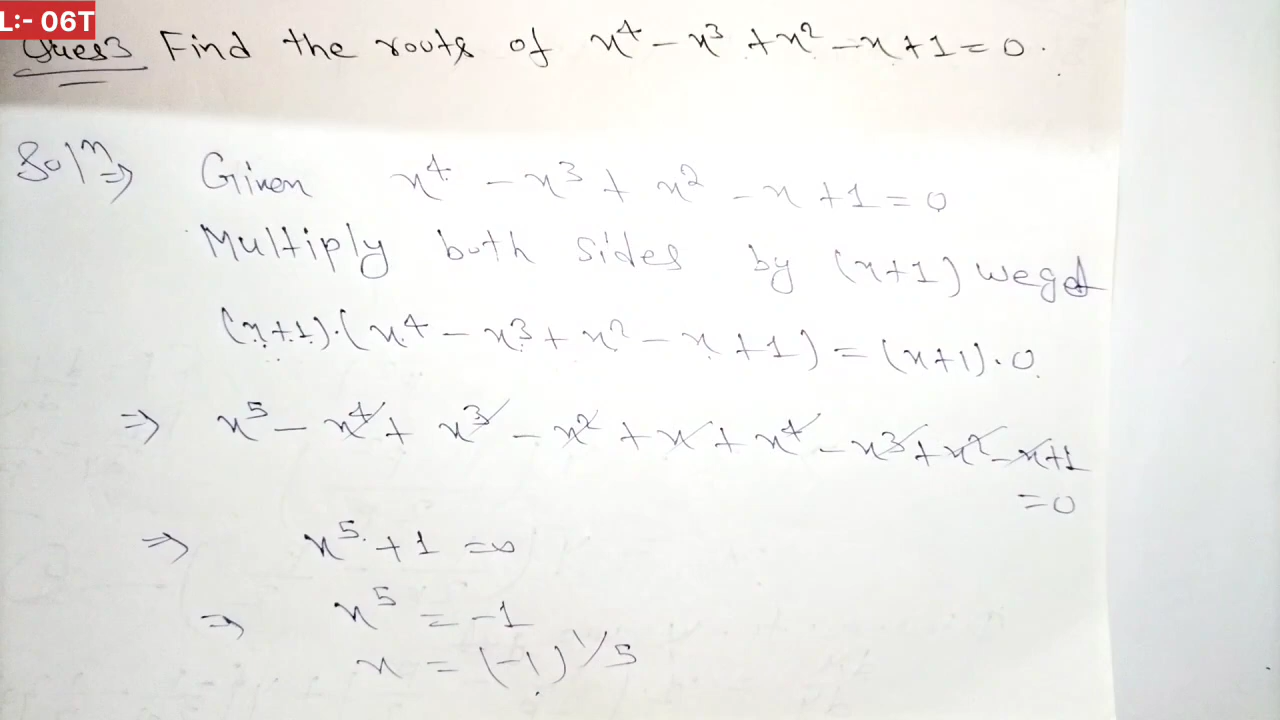 L:- 06T
Ques3 Find the routs of x⁴ - x³ + x² - x + 1 = 0.
Solⁿ ⇒ Given x⁴ - x³ + x² - x + 1 = 0
Multiply both sides by (x+1) we get
(x+1).(x⁴ - x³ + x² - x + 1) = (x+1).0
⇒ x⁵ - x⁴ + x³ - x² + x + x⁴ - x³ + x² - x + 1
= 0
⇒ x⁵ + 1 = 0
⇒ x⁵ = -1
x = (-1)^1/5